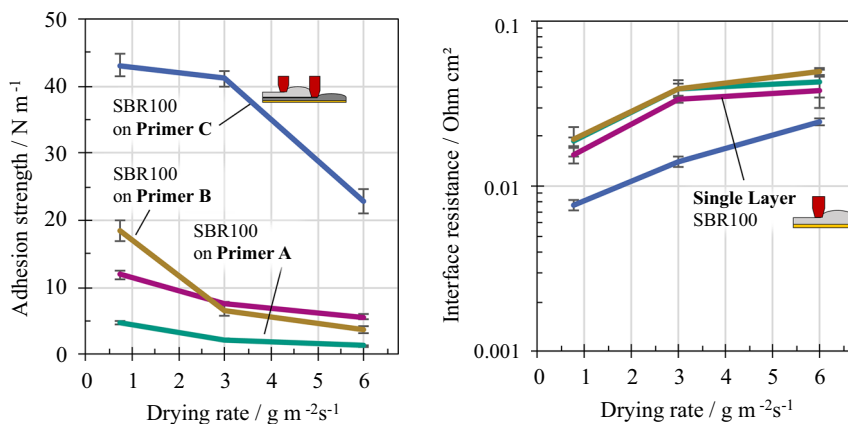 50
40
30
20
10
0
Adhesion strength / N m⁻¹
SBR100
on Primer C
SBR100
on Primer B
SBR100
on Primer A
0 1 2 3 4 5 6
Drying rate / g m⁻²s⁻¹
0.1
0.01
0.001
Interface resistance / Ohm cm²
Single Layer
SBR100
0 1 2 3 4 5 6
Drying rate / g m⁻²s⁻¹